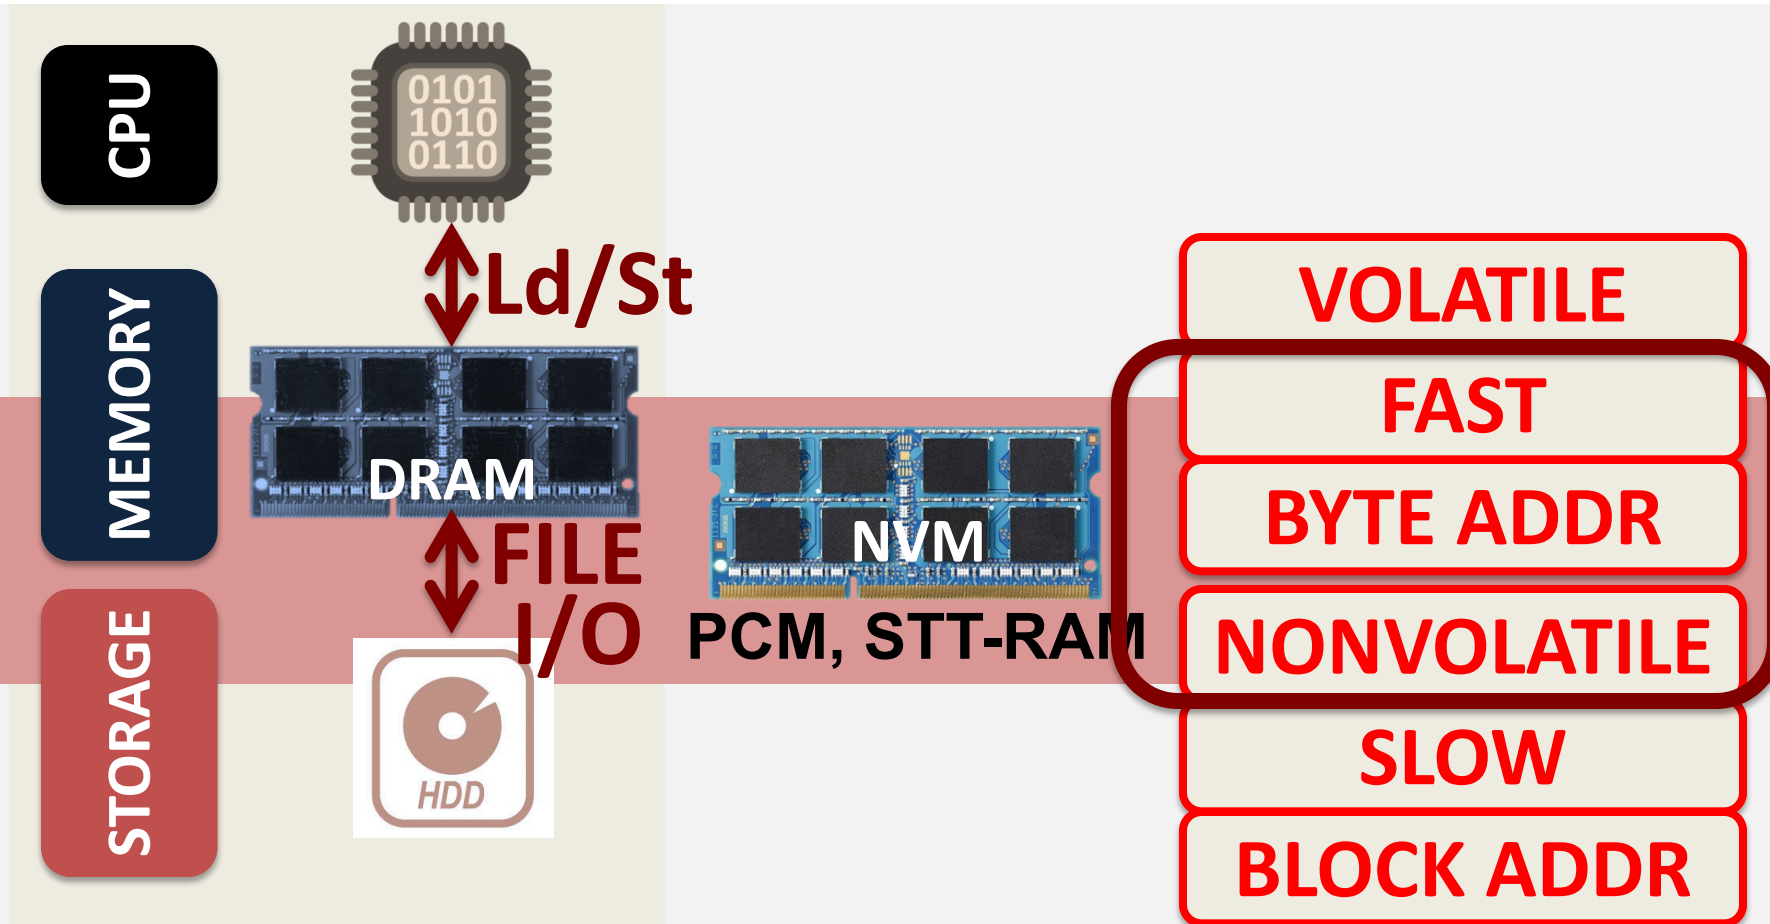 CPU
0101
1010
0110
Ld/St
MEMORY
DRAM
FILE
I/O
NVM
PCM, STT-RAM
STORAGE
HDD
VOLATILE
FAST
BYTE ADDR
NONVOLATILE
SLOW
BLOCK ADDR